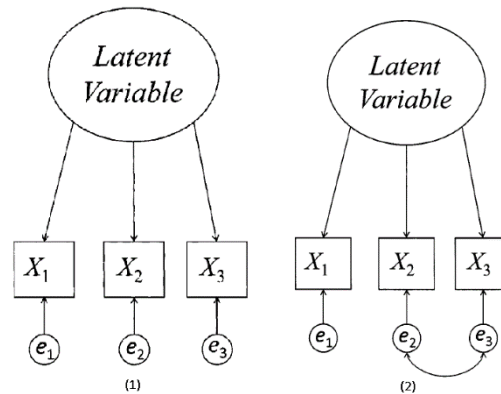 Latent
Variable
X1
X2
X3
e1
e2
e3
(1)
Latent
Variable
X1
X2
X3
e1
e2
e3
(2)